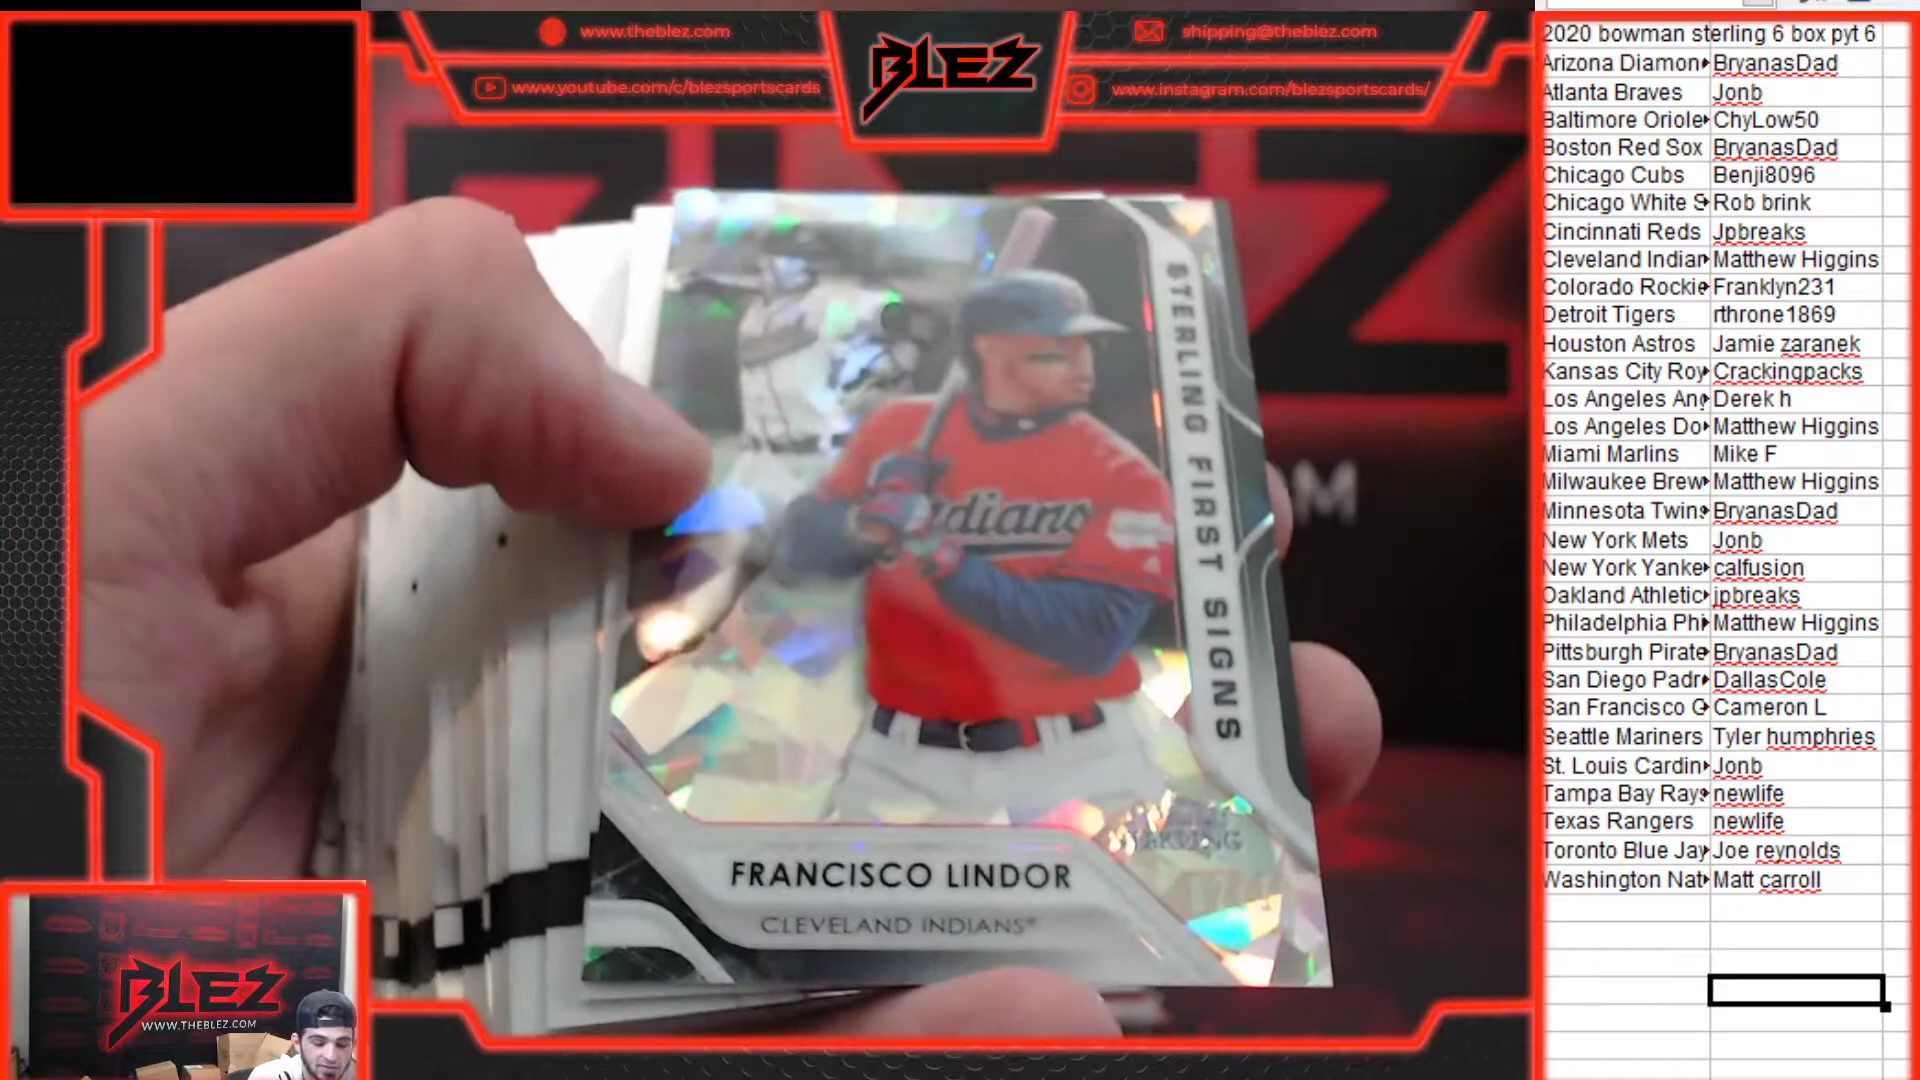 www.theblez.com
www.youtube.com/c/blezsportscards
BLEZ
shipping@theblez.com
www.instagram.com/blezsportscards/
STERLING FIRST SIGNS
Indians
STERLING
FRANCISCO LINDOR
CLEVELAND INDIANS®
BLEZ
WWW.THEBLEZ.COM
2020 bowman sterling 6 box pyt 6
Arizona Diamon BryanasDad
Atlanta Braves Jonb
Baltimore Oriole ChyLow50
Boston Red Sox BryanasDad
Chicago Cubs Benji8096
Chicago White S Rob brink
Cincinnati Reds Jpbreaks
Cleveland Indian Matthew Higgins
Colorado Rockie Franklyn231
Detroit Tigers rthrone1869
Houston Astros Jamie zaranek
Kansas City Roy Crackingpacks
Los Angeles Ang Derek h
Los Angeles Do Matthew Higgins
Miami Marlins Mike F
Milwaukee Brew Matthew Higgins
Minnesota Twins BryanasDad
New York Mets Jonb
New York Yanke calfusion
Oakland Athletic jpbreaks
Philadelphia Phi Matthew Higgins
Pittsburgh Pirate BryanasDad
San Diego Padr DallasCole
San Francisco G Cameron L
Seattle Mariners Tyler humphries
St. Louis Cardin Jonb
Tampa Bay Rays newlife
Texas Rangers newlife
Toronto Blue Jay Joe reynolds
Washington Nat Matt carroll